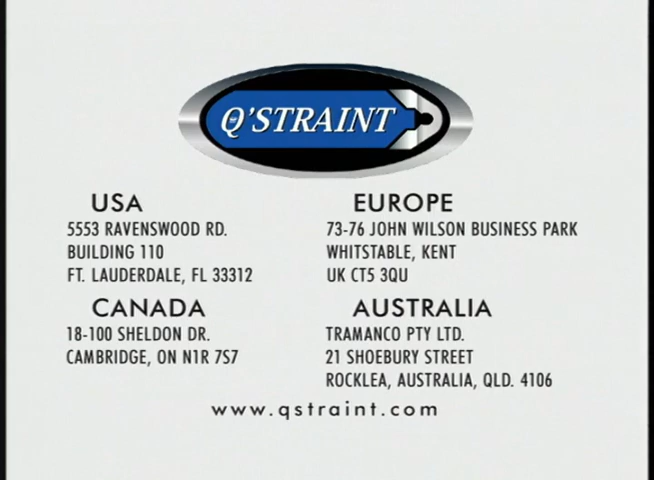 Q'STRAINT
USA
5553 RAVENSWOOD RD.
BUILDING 110
FT. LAUDERDALE, FL 33312
EUROPE
73-76 JOHN WILSON BUSINESS PARK
WHITSTABLE, KENT
UK CT5 3QU
CANADA
18-100 SHELDON DR.
CAMBRIDGE, ON N1R 7S7
AUSTRALIA
TRAMANCO PTY LTD.
21 SHOEBURY STREET
ROCKLEA, AUSTRALIA, QLD. 4106
www.qstraint.com